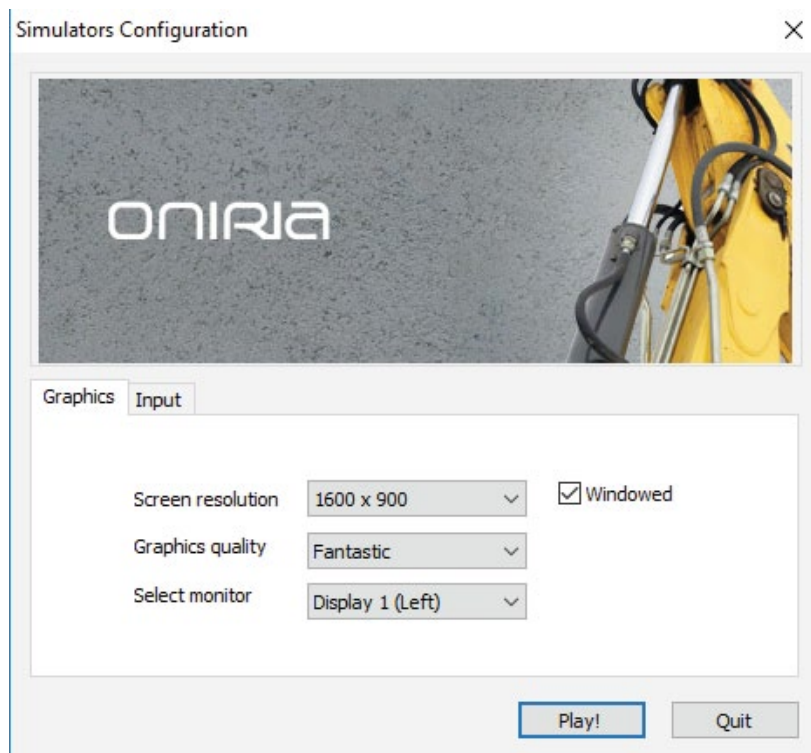 Simulators Configuration
ONIRIA
Graphics Input
Screen resolution 1600 x 900 Windowed
Graphics quality Fantastic
Select monitor Display 1 (Left)
Play! Quit